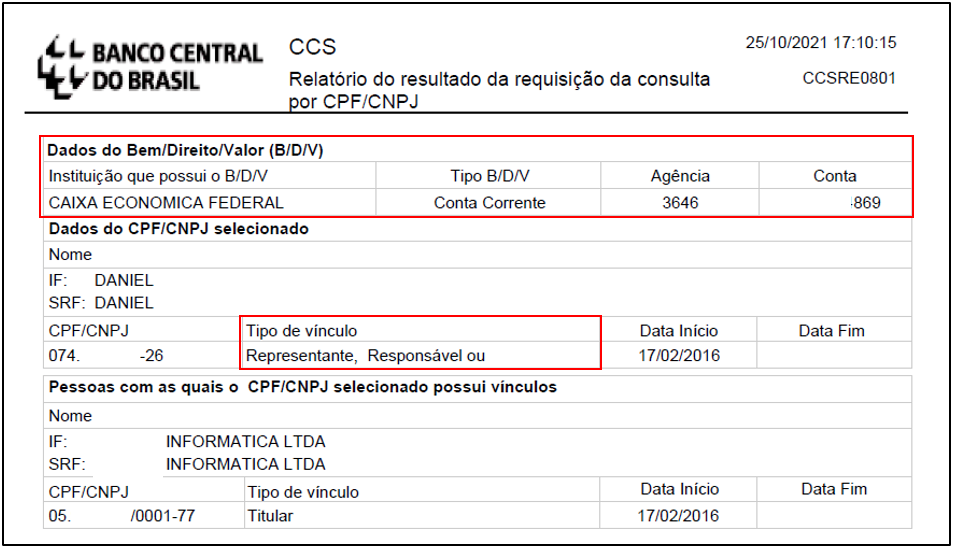 BANCO CENTRAL
DO BRASIL
CCS
25/10/2021 17:10:15
Relatório do resultado da requisição da consulta
por CPF/CNPJ
CCSRE0801
Dados do Bem/Direito/Valor (B/D/V)
Instituição que possui o B/D/V Tipo B/D/V Agência Conta
CAIXA ECONOMICA FEDERAL Conta Corrente 3646 -869
Dados do CPF/CNPJ selecionado
Nome
IF: DANIEL
SRF: DANIEL
CPF/CNPJ Tipo de vínculo Data Início Data Fim
074. -26 Representante, Responsável ou 17/02/2016
Pessoas com as quais o CPF/CNPJ selecionado possui vínculos
Nome
IF: INFORMATICA LTDA
SRF: INFORMATICA LTDA
CPF/CNPJ Tipo de vínculo Data Início Data Fim
05. /0001-77 Titular 17/02/2016